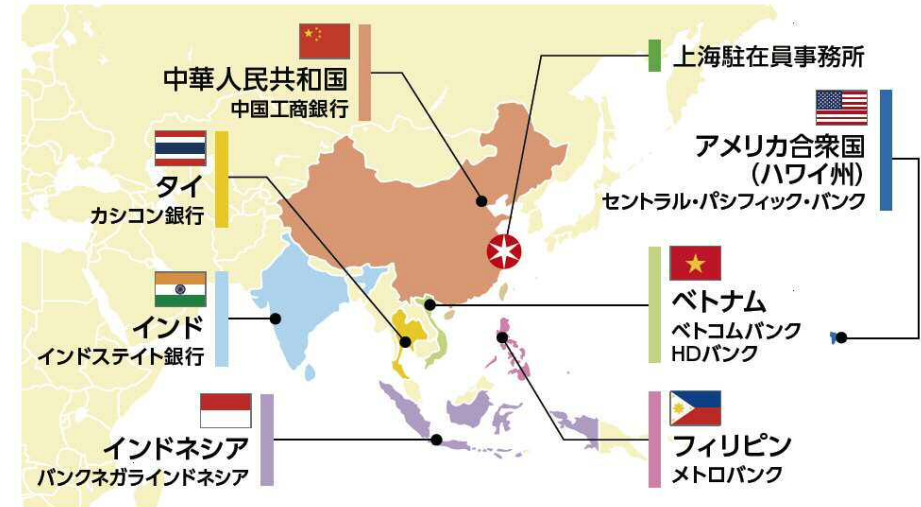 中華人民共和国
中国工商銀行
上海駐在員事務所
アメリカ合衆国
(ハワイ州)
セントラル・パシフィック・バンク
タイ
カシコン銀行
インド
インドステイト銀行
ベトナム
ベトコムバンク
HDバンク
インドネシア
バンクネガラインドネシア
フィリピン
メトロバンク